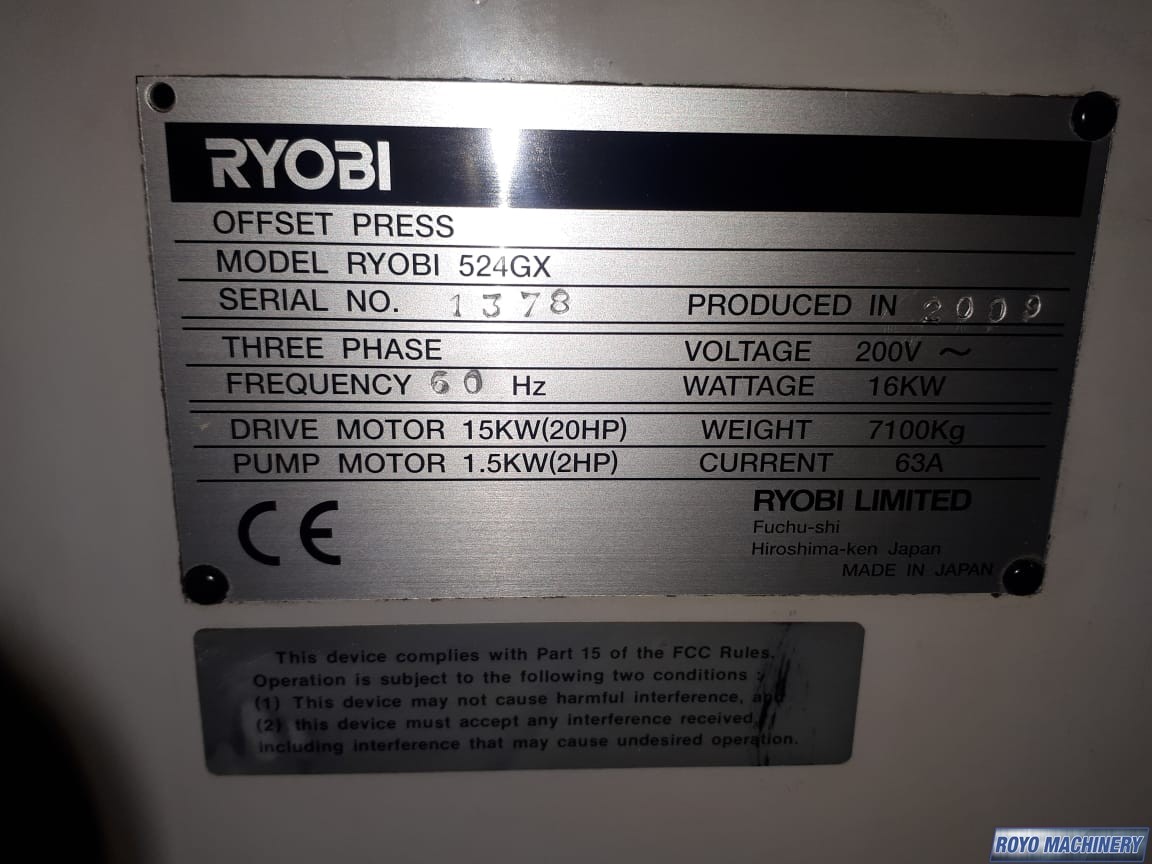 RYOBI
OFFSET PRESS
MODEL RYOBI 524GX
SERIAL NO. 1378 PRODUCED IN 2009
THREE PHASE VOLTAGE 200V ~
FREQUENCY 60 Hz WATTAGE 16KW
DRIVE MOTOR 15KW(20HP) WEIGHT 7100Kg
PUMP MOTOR 1.5KW(2HP) CURRENT 63A
CE
RYOBI LIMITED
Fuchu-shi
Hiroshima-ken Japan
MADE IN JAPAN
This device complies with Part 15 of the FCC Rules.
Operation is subject to the following two conditions :
(1) This device may not cause harmful interference, and
(2) this device must accept any interference received,
including interference that may cause undesired operation.
ROYO MACHINERY